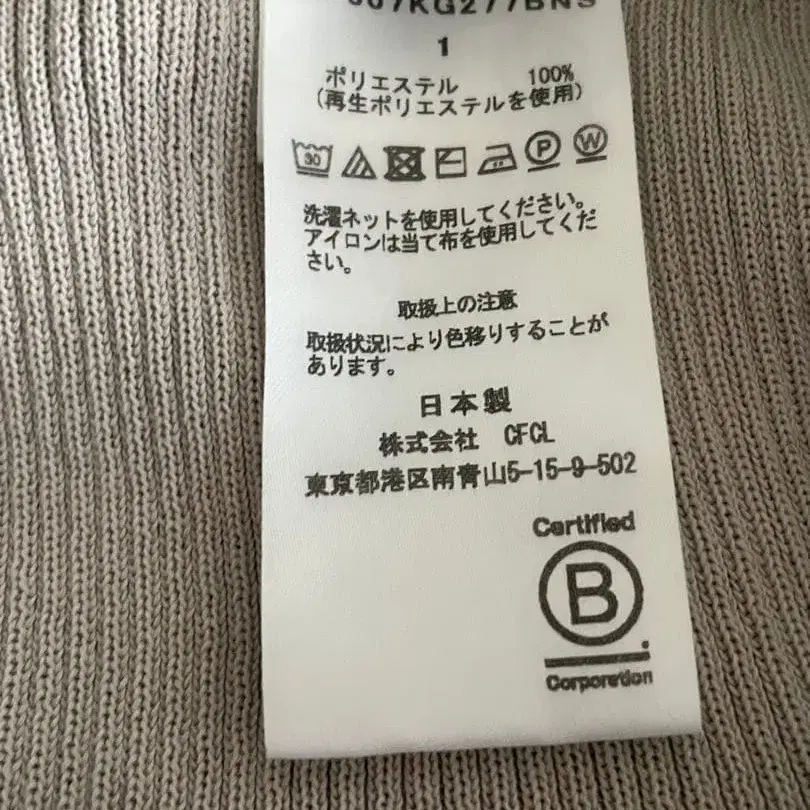 607KG277BNS
1
ポリエステル 100%
(再生ポリエステルを使用)
30 P W
洗濯ネットを使用してください。
アイロンは当て布を使用してくだ
さい。
取扱上の注意
取扱状況により色移りすることが
あります。
日本製
株式会社 CFCL
東京都港区南青山5-15-9-502
Certified
B
Corporation